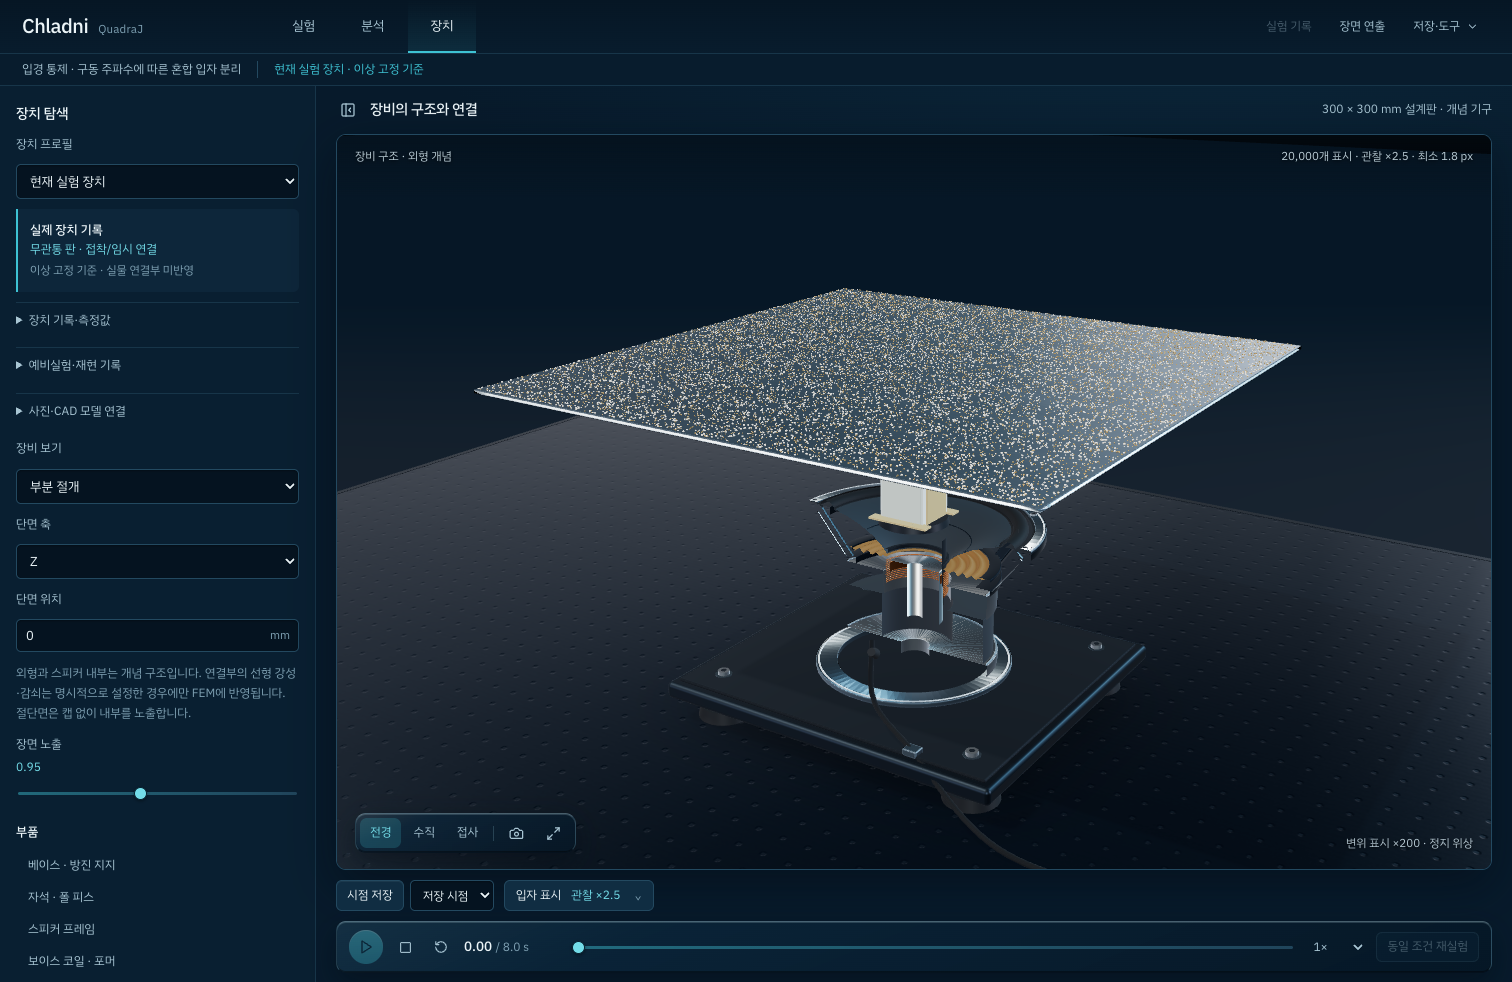 Chladni QuadraJ
실험 분석 장치
실험 기록 장면 연출 저장·도구
입경 통제 · 구동 주파수에 따른 혼합 입자 분리
현재 실험 장치 · 이상 고정 기준
장치 탐색
장치 프로필
현재 실험 장치
실제 장치 기록
무관통 판 · 접착/임시 연결
이상 고정 기준 · 실물 연결부 미반영
장치 기록·측정값
예비실험·재현 기록
사진·CAD 모델 연결
장비 보기
부분 절개
단면 축
Z
단면 위치
0 mm
외형과 스피커 내부는 개념 구조입니다. 연결부의 선형 강성
·감쇠는 명시적으로 설정한 경우에만 FEM에 반영됩니다.
절단면은 캡 없이 내부를 노출합니다.
장면 노출
0.95
부품
베이스 · 방진 지지
자석 · 폴 피스
스피커 프레임
보이스 코일 · 포머
장비의 구조와 연결
300 × 300 mm 설계판 · 개념 기구
장비 구조 · 외형 개념
20,000개 표시 · 관찰 ×2.5 · 최소 1.8 px
전경 수직 접사
변위 표시 ×200 · 정지 위상
시점 저장 저장 시점 입자 표시 관찰 ×2.5
0.00 / 8.0 s
1×
동일 조건 재실험